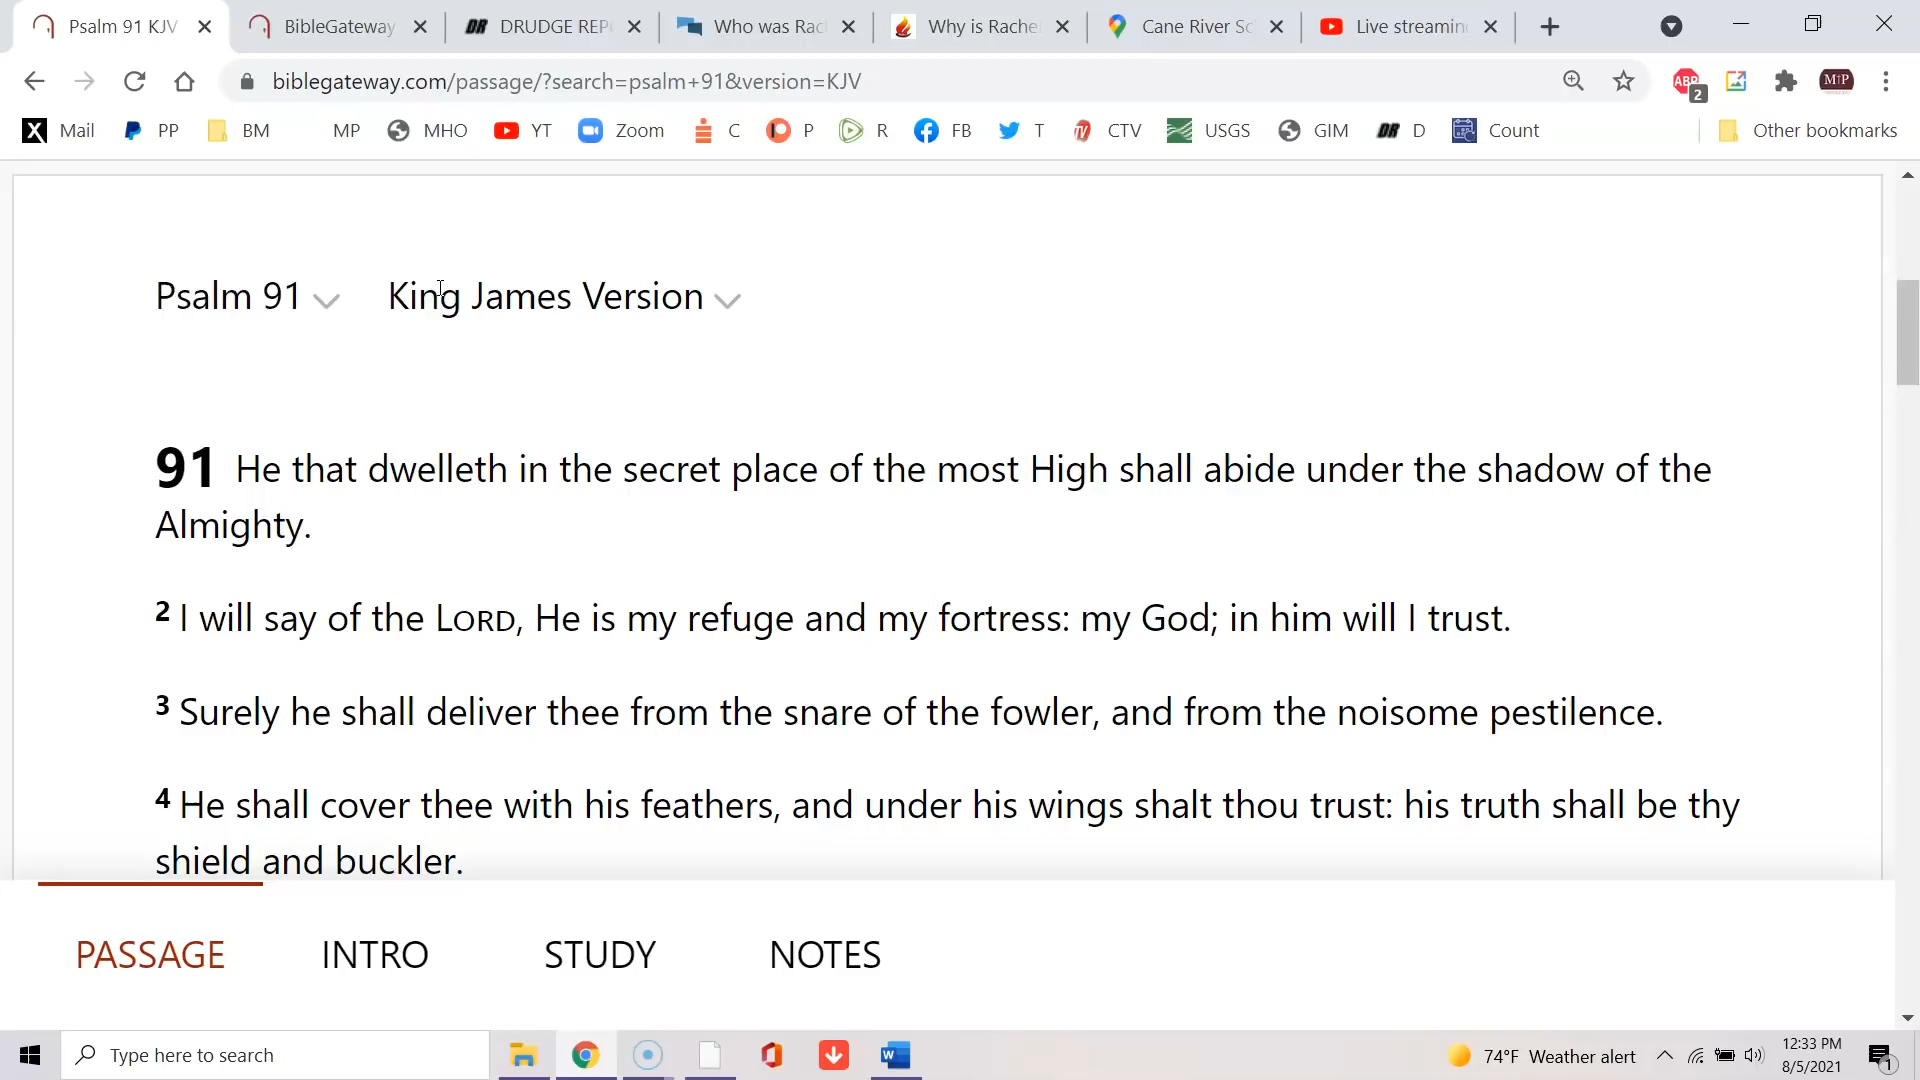 Psalm 91 KJV
BibleGateway
DR DRUDGE REP
Who was Rac
Why is Rache
Cane River Sc
Live streamin
biblegateway.com/passage/?search=psalm+91&version=KJV
ABP
2
M↑P
X Mail
PP
BM
MP
MHO
YT
Zoom
C
P
R
FB
T
CTV
USGS
GIM
DR D
Count
Other bookmarks
Psalm 91 King James Version
91 He that dwelleth in the secret place of the most High shall abide under the shadow of the
Almighty.
2 I will say of the LORD, He is my refuge and my fortress: my God; in him will I trust.
3 Surely he shall deliver thee from the snare of the fowler, and from the noisome pestilence.
4 He shall cover thee with his feathers, and under his wings shalt thou trust: his truth shall be thy
shield and buckler.
PASSAGE INTRO STUDY NOTES
Type here to search
W
74°F Weather alert
12:33 PM
8/5/2021
1